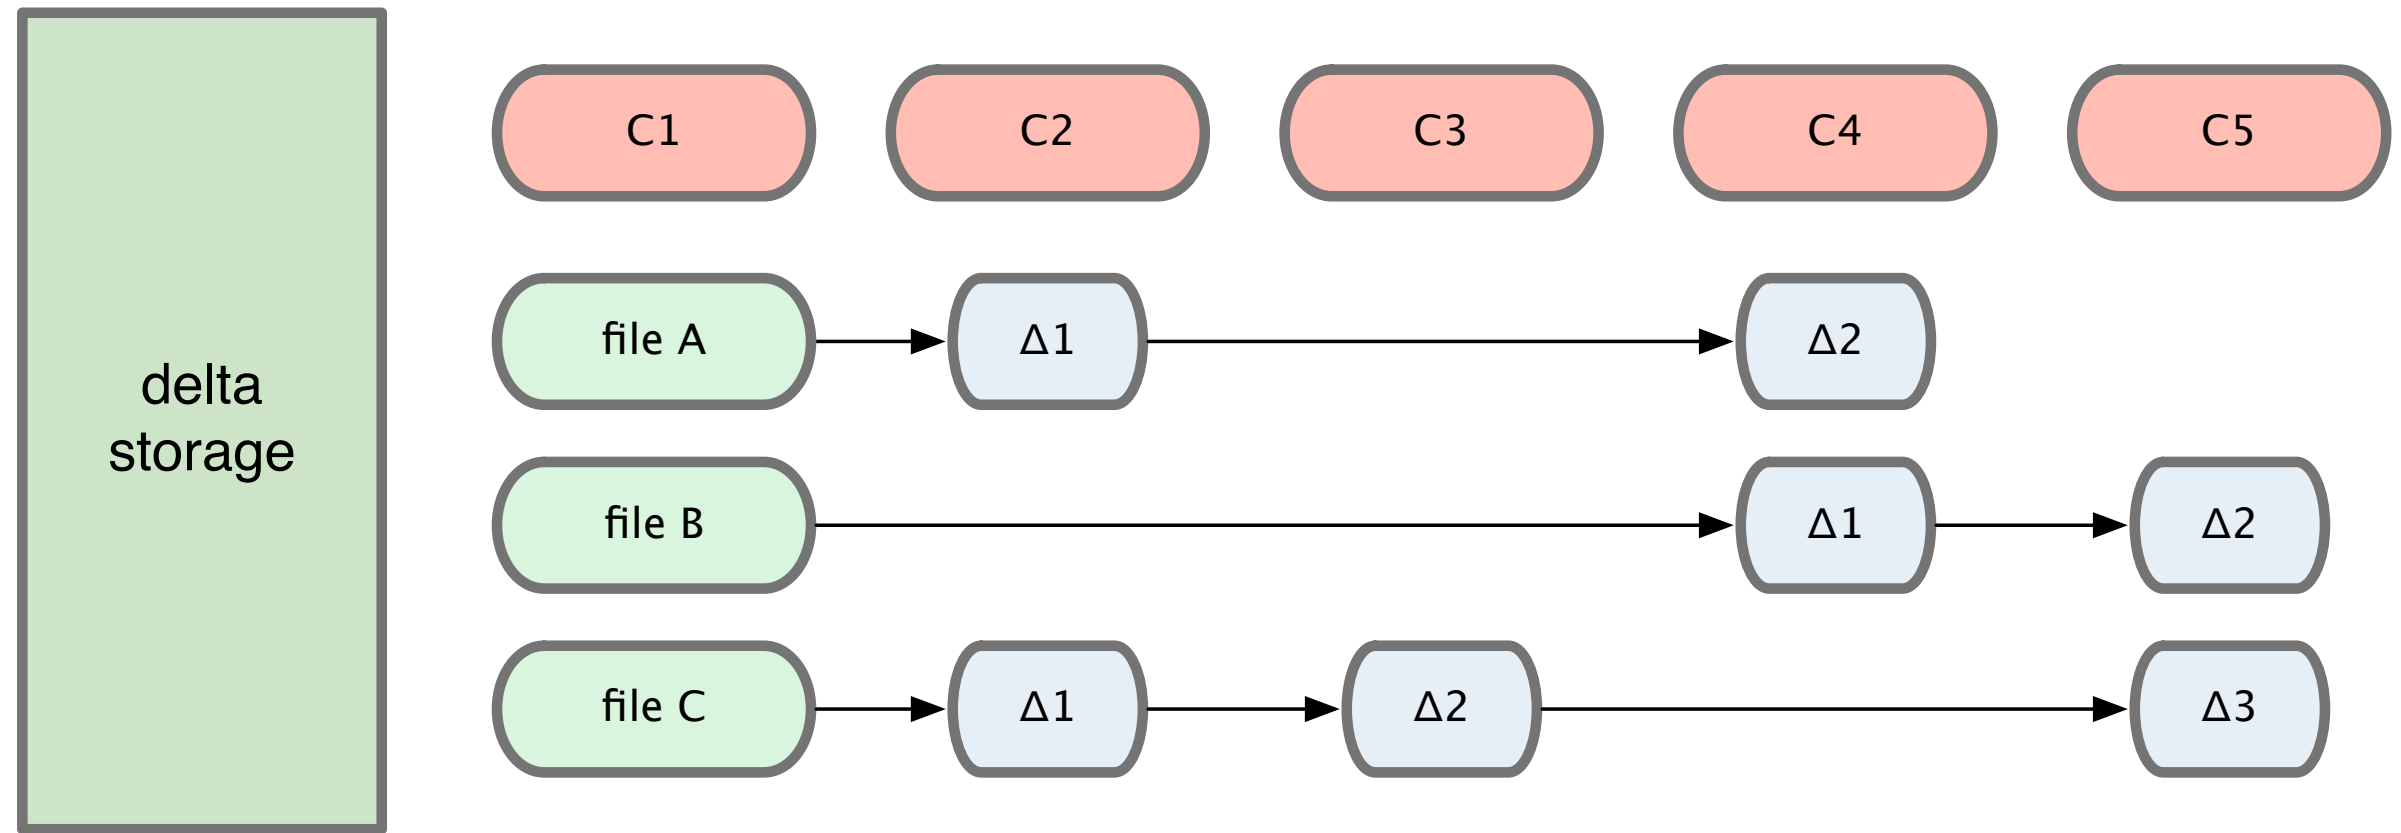 delta
storage
C1 C2 C3 C4 C5
file A Δ1 Δ2
file B Δ1 Δ2
file C Δ1 Δ2 Δ3